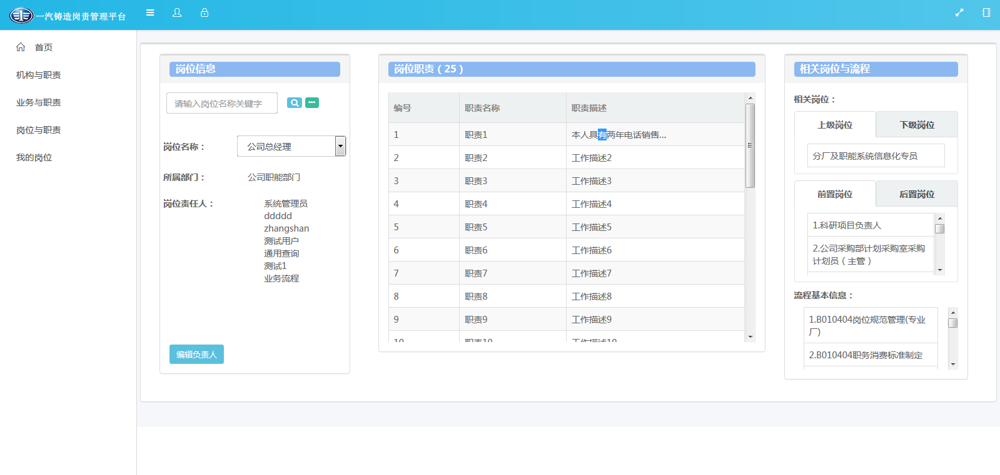 一汽铸造岗责管理平台
首页
机构与职责
业务与职责
岗位与职责
我的岗位
岗位信息
请输入岗位名称关键字
岗位名称：
公司总经理
所属部门：
公司职能部门
岗位责任人：
系统管理员
ddddd
zhangshan
测试用户
通用查询
测试1
业务流程
编辑负责人
岗位职责（25）
编号 职责名称 职责描述
1 职责1 本人具有两年电话销售...
2 职责2 工作描述2
3 职责3 工作描述3
4 职责4 工作描述4
5 职责5 工作描述5
6 职责6 工作描述6
7 职责7 工作描述7
8 职责8 工作描述8
9 职责9 工作描述9
10 职责10 工作描述10
相关岗位与流程
相关岗位：
上级岗位 下级岗位
分厂及职能系统信息化专员
前置岗位 后置岗位
1.科研项目负责人
2.公司采购部计划采购室采购
计划员（主管）
流程基本信息：
1.B010404岗位规范管理(专业
厂)
2.B010404职务消费标准制定